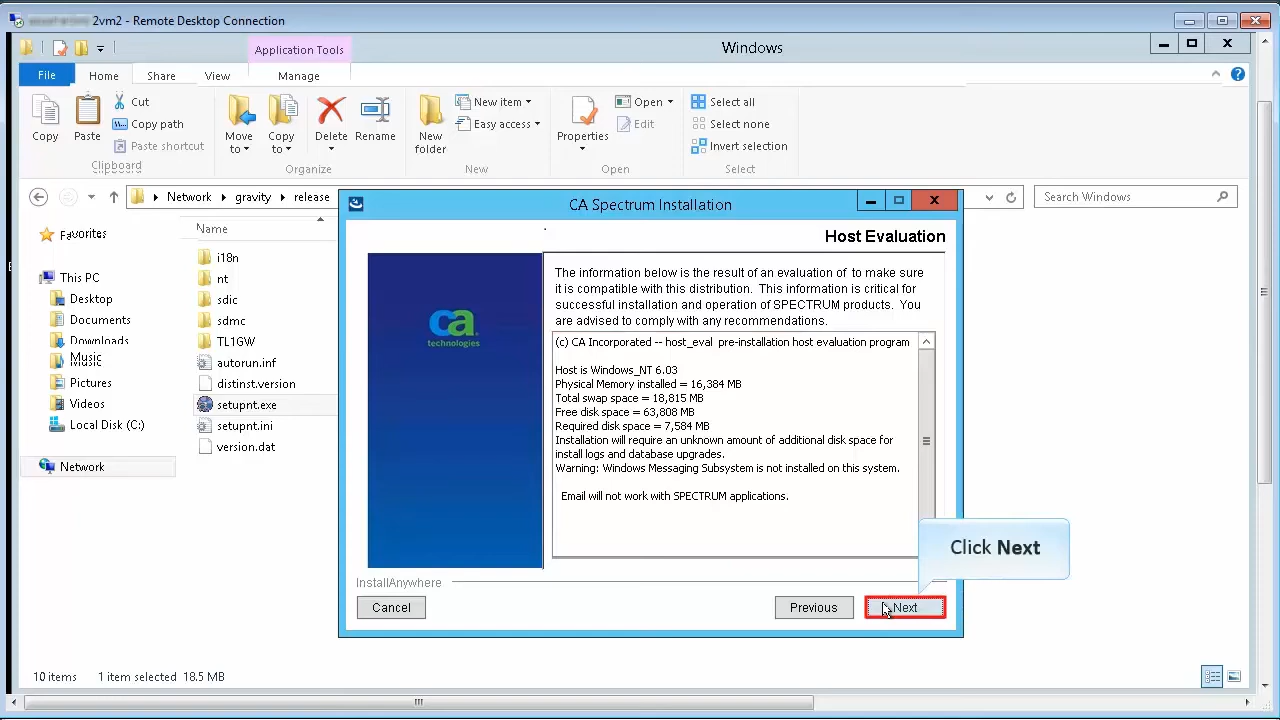 2vm2 - Remote Desktop Connection
Application Tools
Windows
File
Home
Share
View
Manage
Copy
Paste
Cut
Copy path
Paste shortcut
Clipboard
Move to
Copy to
Delete
Rename
Organize
New folder
New item
Easy access
New
Properties
Open
Edit
Open
Select all
Select none
Invert selection
Select
Network
gravity
release
Search Windows
Favorites
This PC
Desktop
Documents
Downloads
Music
Pictures
Videos
Local Disk (C:)
Network
Name
i18n
nt
sdic
sdmc
TL1GW
autorun.inf
distinst.version
setupnt.exe
setupnt.ini
version.dat
CA Spectrum Installation
Host Evaluation
ca
technologies
The information below is the result of an evaluation of to make sure
it is compatible with this distribution. This information is critical for
successful installation and operation of SPECTRUM products. You
are advised to comply with any recommendations.
(c) CA Incorporated -- host_eval pre-installation host evaluation program
Host is Windows_NT 6.03
Physical Memory installed = 16,384 MB
Total swap space = 18,815 MB
Free disk space = 63,808 MB
Required disk space = 7,584 MB
Installation will require an unknown amount of additional disk space for
install logs and database upgrades.
Warning: Windows Messaging Subsystem is not installed on this system.
Email will not work with SPECTRUM applications.
Click Next
InstallAnywhere
Cancel
Previous
Next
10 items
1 item selected 18.5 MB